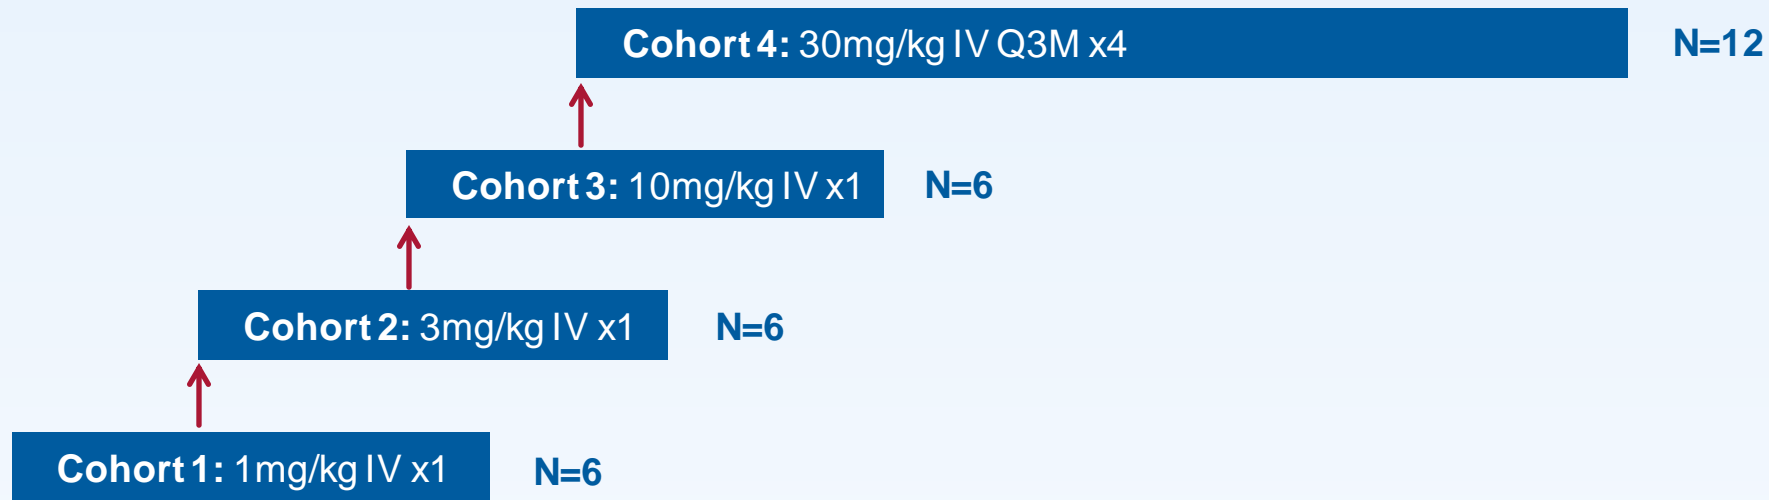 Cohort 4: 30mg/kg IV Q3M x4 N=12
Cohort 3: 10mg/kg IV x1 N=6
Cohort 2: 3mg/kg IV x1 N=6
Cohort 1: 1mg/kg IV x1 N=6